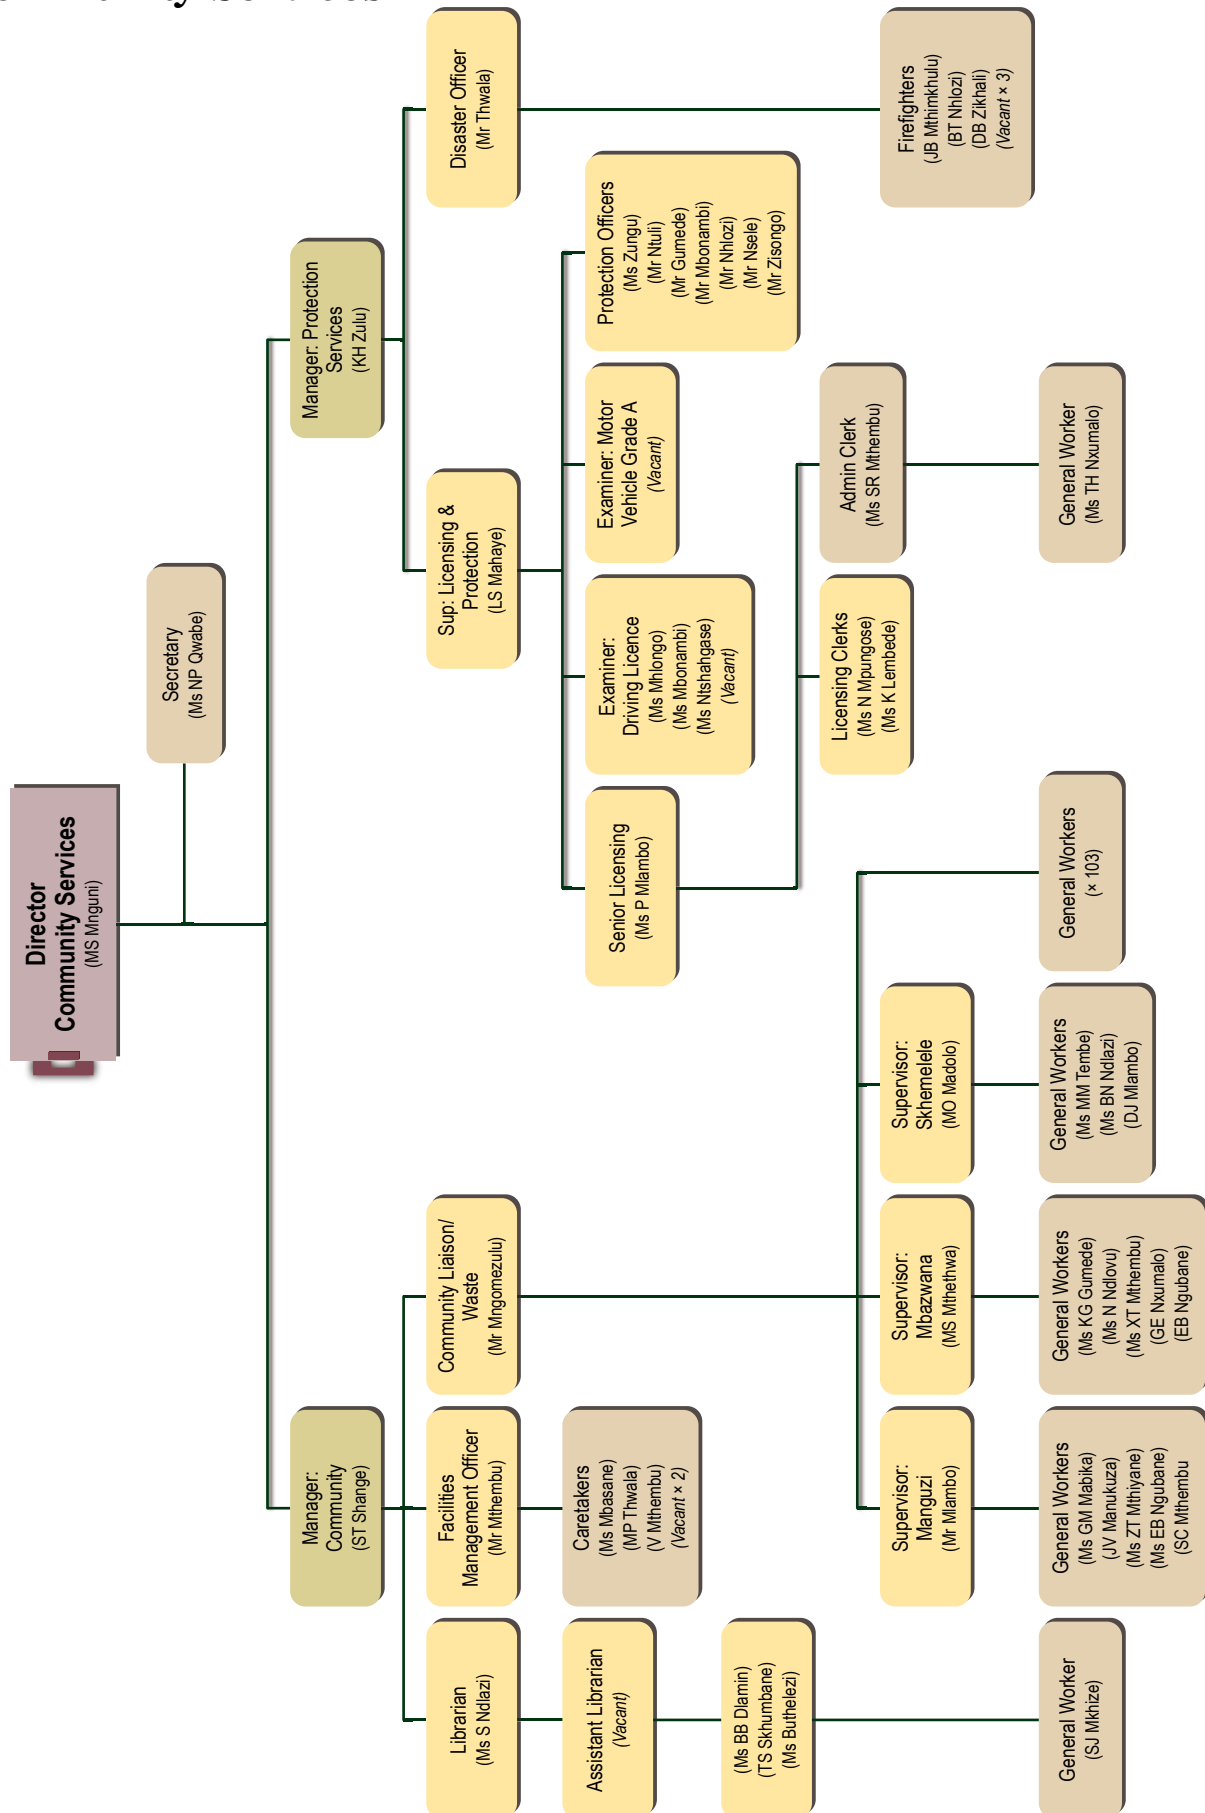 Director
Community Services
(MS Mnguni)
Secretary
(Ms NP Qwabe)
Manager:
Community
(ST Shange)
Manager: Protection
Services
(KH Zulu)
Librarian
(Ms S Ndlazi)
Facilities
Management Officer
(Mr Mthembu)
Community Liaison/
Waste
(Mr Mngomezulu)
Sup: Licensing &
Protection
(LS Mahaye)
Disaster Officer
(Mr Thwala)
Assistant Librarian
(Vacant)
Caretakers
(Ms Mbasane)
(MP Thwala)
(V Mthembu)
(Vacant × 2)
Senior Licensing
(Ms P Mlambo)
Examiner:
Driving Licence
(Ms Mhlongo)
(Ms Mbonambi)
(Ms Ntshahgase)
(Vacant)
Examiner: Motor
Vehicle Grade A
(Vacant)
Protection Officers
(Ms Zungu)
(Mr Ntuli)
(Mr Gumede)
(Mr Mbonambi)
(Mr Nhlozi)
(Mr Nsele)
(Mr Zisongo)
(Ms BB Dlamin)
(TS Skhumbane)
(Ms Buthelezi)
Licensing Clerks
(Ms N Mpungose)
(Ms K Lembede)
Admin Clerk
(Ms SR Mthembu)
Supervisor:
Manguzi
(Mr Mlambo)
Supervisor:
Mbazwana
(MS Mthethwa)
Supervisor:
Skhemelele
(MO Madolo)
Firefighters
(JB Mthimkhulu)
(BT Nhlozi)
(DB Zikhali)
(Vacant × 3)
General Worker
(SJ Mkhize)
General Workers
(Ms GM Mabika)
(JV Manukuza)
(Ms ZT Mthiyane)
(Ms EB Ngubane)
(SC Mthembu
General Workers
(Ms KG Gumede)
(Ms N Ndlovu)
(Ms XT Mthembu)
(GE Nxumalo)
(EB Ngubane)
General Workers
(Ms MM Tembe)
(Ms BN Ndlazi)
(DJ Mlambo)
General Workers
(× 103)
General Worker
(Ms TH Nxumalo)